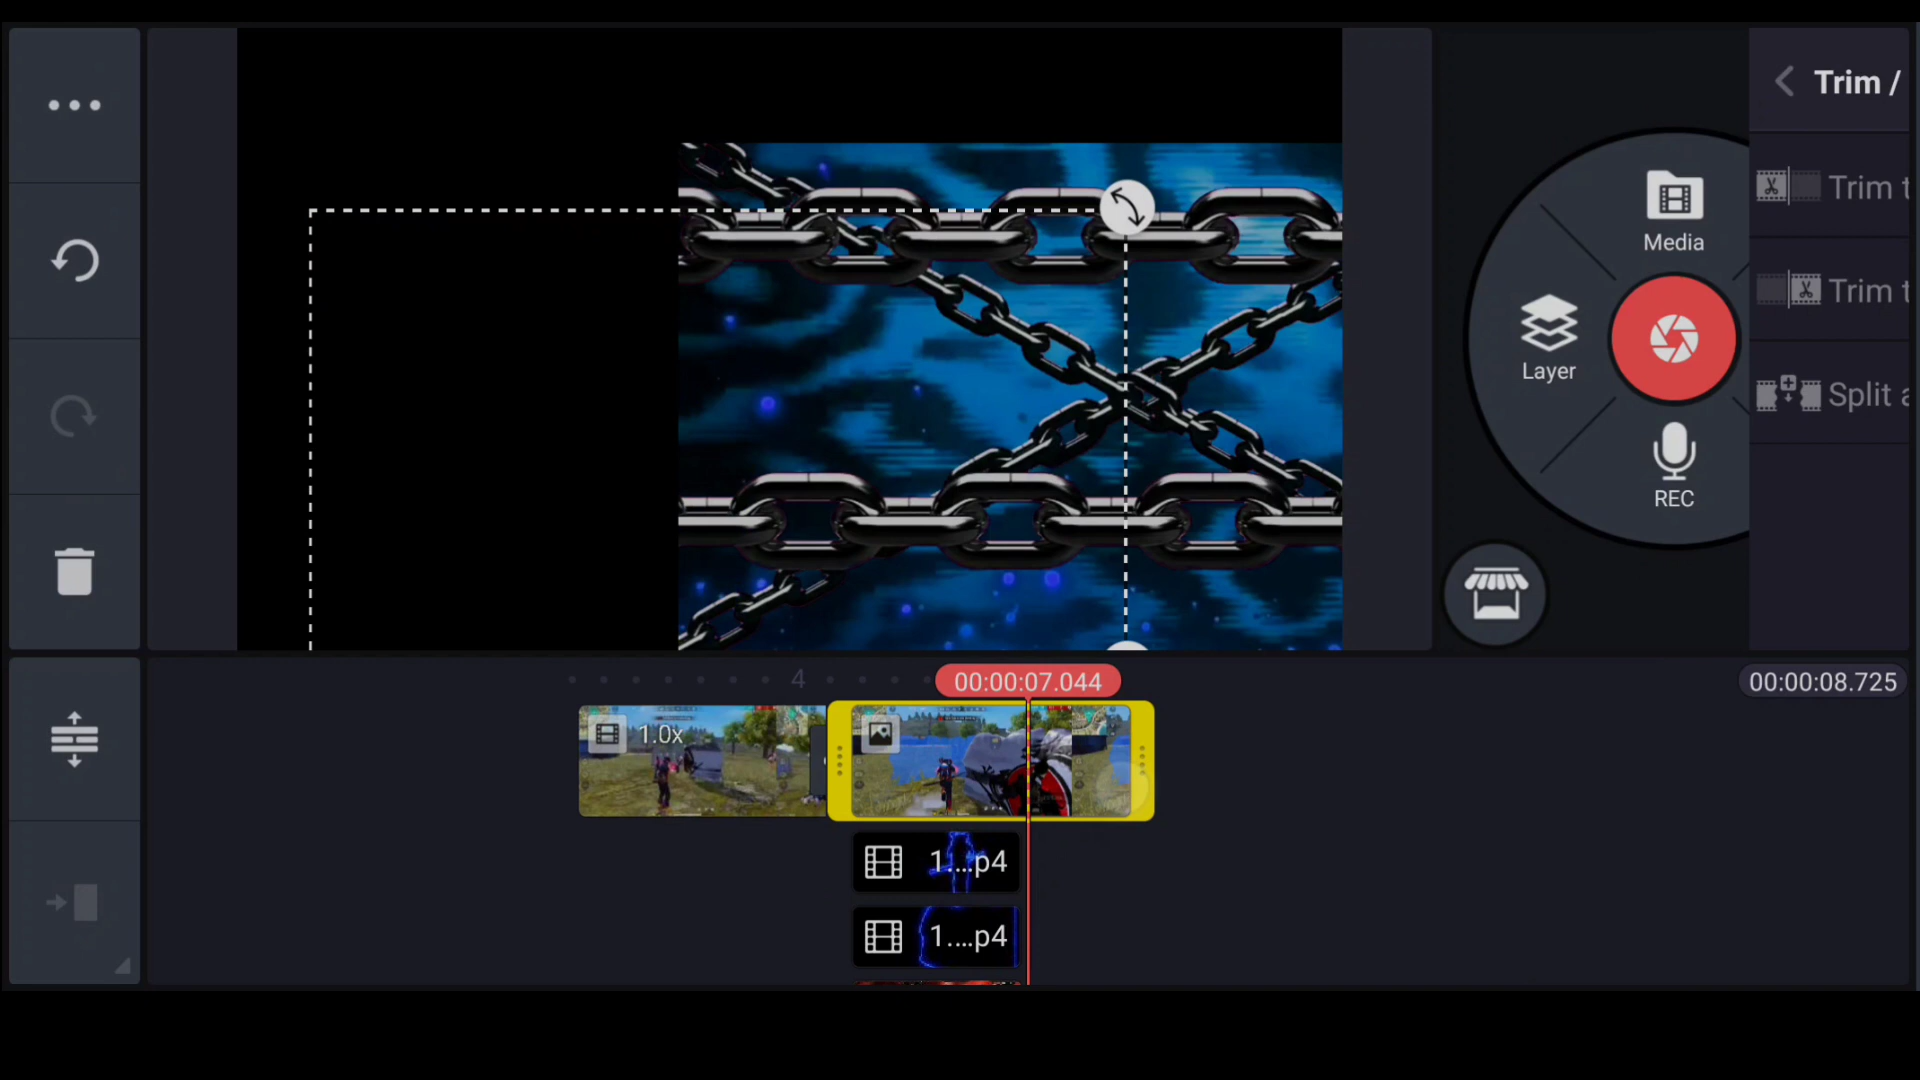 Trim /
Media
Trim t
Layer
Trim t
Split a
REC
4
00:00:07.044
00:00:08.725
1.0x
1....p4
1....p4